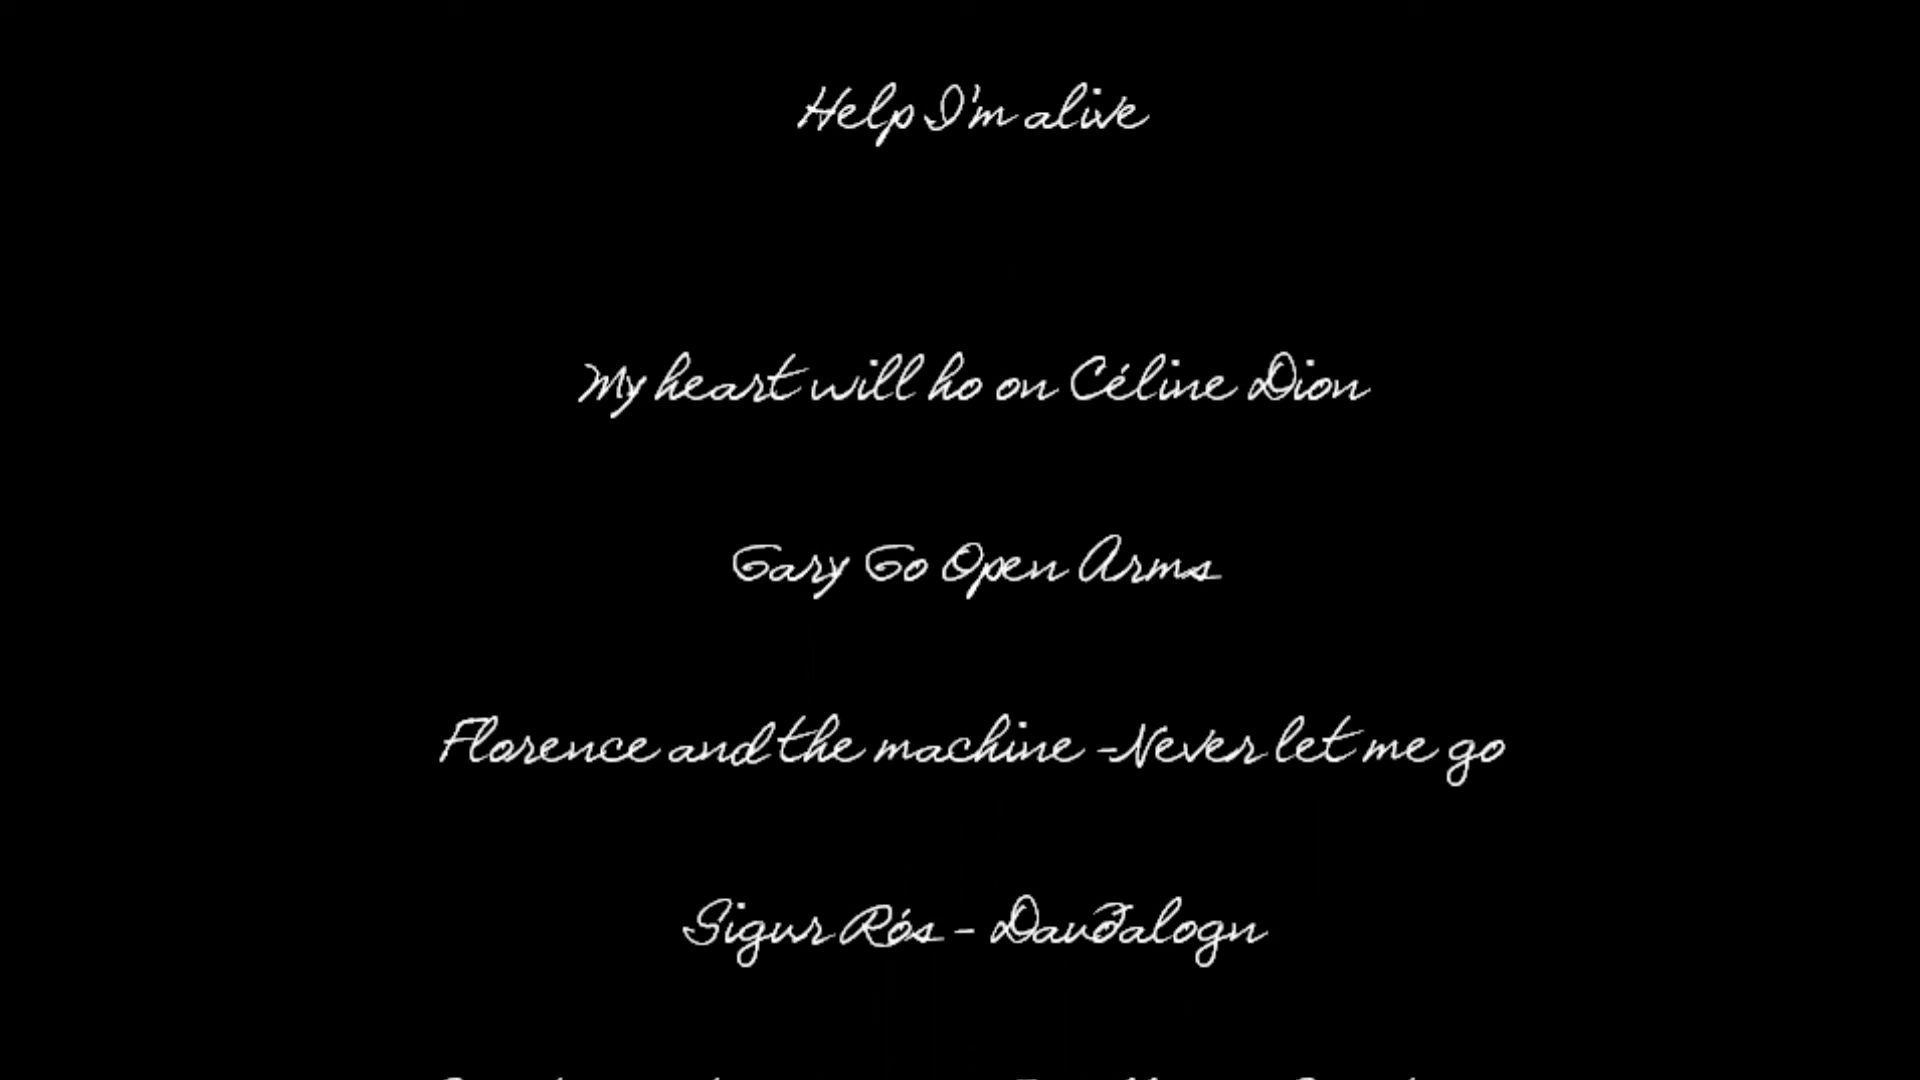 Help I'm alive
My heart will ho on Céline Dion
Gary Go Open Arms
Florence and the machine -Never let me go
Sigur Rós - Dauðalogn